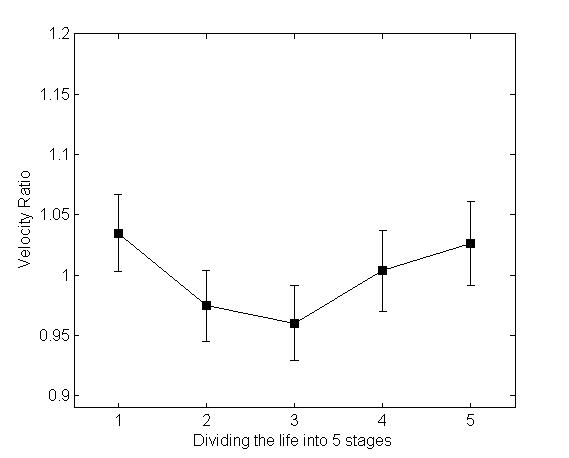 1.2
1.15
1.1
1.05
1
0.95
0.9
Velocity Ratio
1 2 3 4 5
Dividing the life into 5 stages